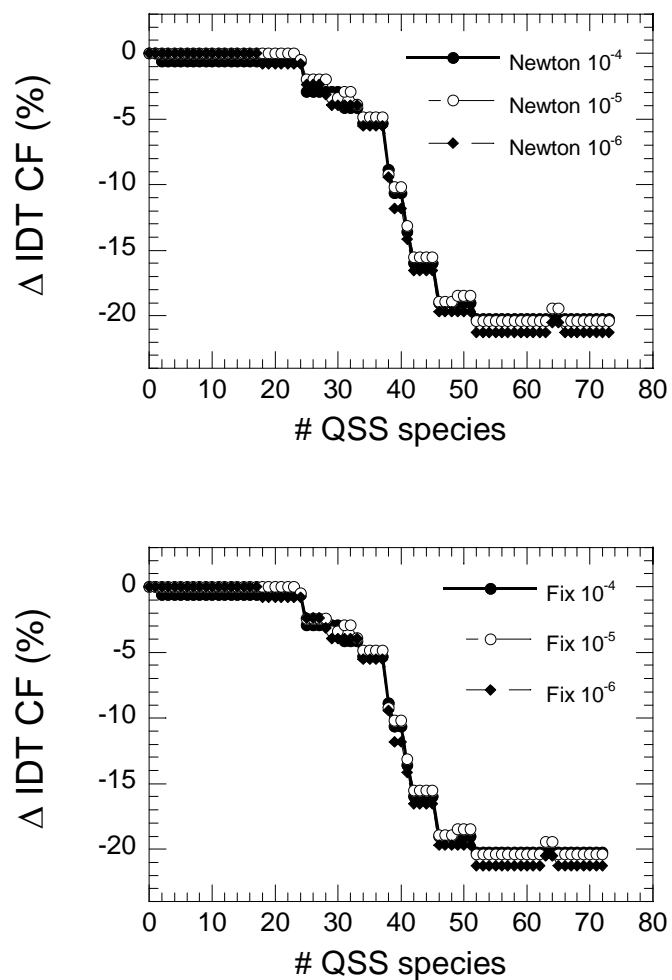 0
-5
-10
-15
-20
Δ IDT CF (%)
Newton 10⁻⁴
Newton 10⁻⁵
Newton 10⁻⁶
0 10 20 30 40 50 60 70 80
# QSS species
0
-5
-10
-15
-20
Δ IDT CF (%)
Fix 10⁻⁴
Fix 10⁻⁵
Fix 10⁻⁶
0 10 20 30 40 50 60 70 80
# QSS species